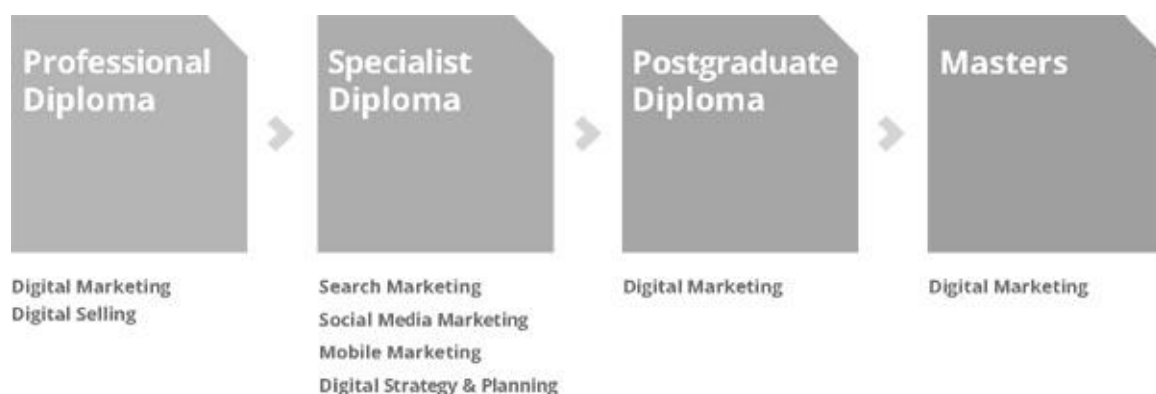 Professional
Diploma
Specialist
Diploma
Postgraduate
Diploma
Masters
Digital Marketing
Digital Selling
Search Marketing
Social Media Marketing
Mobile Marketing
Digital Strategy & Planning
Digital Marketing
Digital Marketing